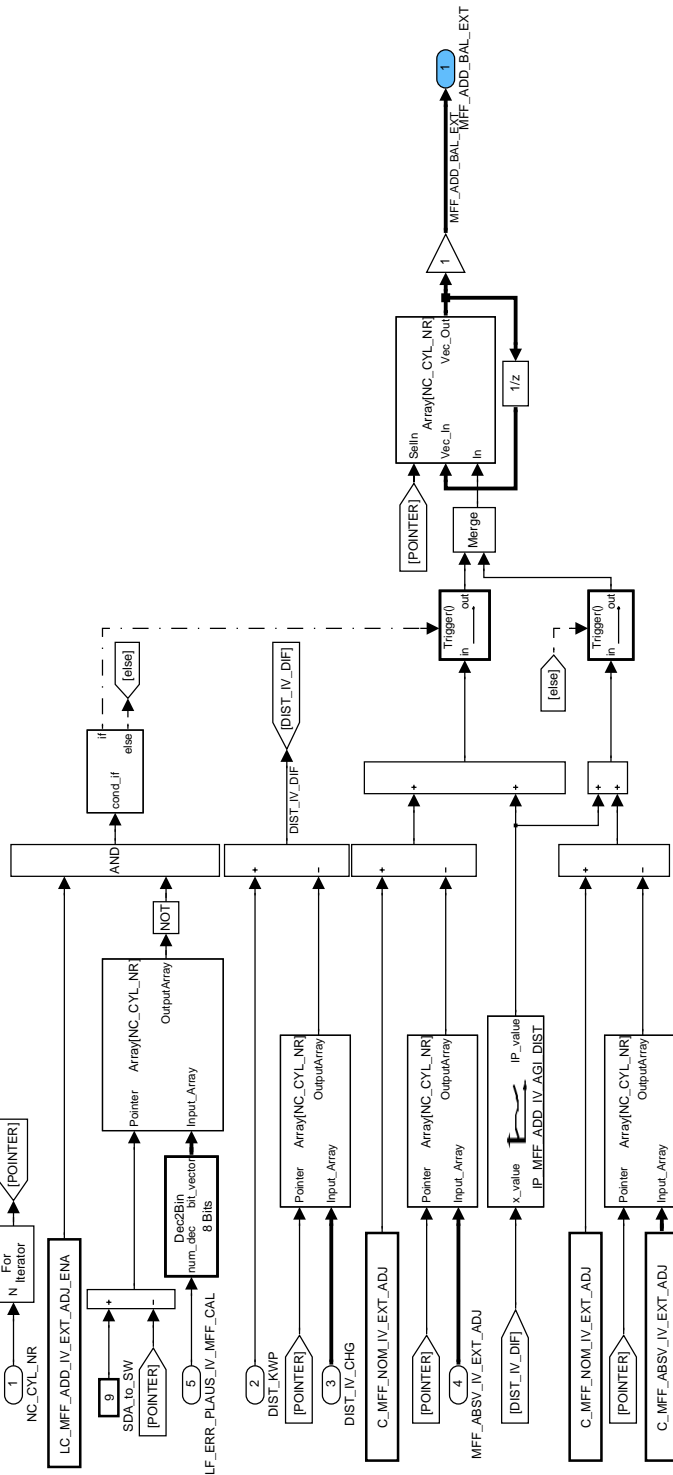 1
NC_CYL_NR
N
For
Iterator
[POINTER]
LC_MFF_ADD_IV_EXT_ADJ_ENA
9
SDA_to_SW
[POINTER]
+
-
5
LF_ERR_PLAUS_IV_MFF_CAL
Dec2Bin
num_dec
bit_vector
8 Bits
Pointer
Array[NC_CYL_NR]
Input_Array
OutputArray
NOT
AND
cond_if
if
else
[else]
2
DIST_KWP
[POINTER]
3
DIST_IV_CHG
Pointer
Array[NC_CYL_NR]
Input_Array
OutputArray
+
-
DIST_IV_DIF
[DIST_IV_DIF]
C_MFF_NOM_IV_EXT_ADJ
[POINTER]
4
MFF_ABSV_IV_EXT_ADJ
Pointer
Array[NC_CYL_NR]
Input_Array
OutputArray
+
-
[DIST_IV_DIF]
x_value
IP_value
IP_MFF_ADD_IV_AGI_DIST
+
+
Trigger()
in
out
C_MFF_NOM_IV_EXT_ADJ
[POINTER]
C_MFF_ABSV_IV_EXT_ADJ
Pointer
Array[NC_CYL_NR]
Input_Array
OutputArray
+
-
+
+
[else]
Trigger()
in
out
Merge
[POINTER]
SelIn
Array[NC_CYL_NR]
Vec_In
Vec_Out
In
1/z
1
MFF_ADD_BAL_EXT
1
MFF_ADD_BAL_EXT